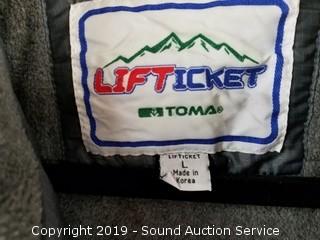 LIFTICKET
TOMA®
LIFTICKET
L
Made in
Korea
Copyright 2019 - Sound Auction Service